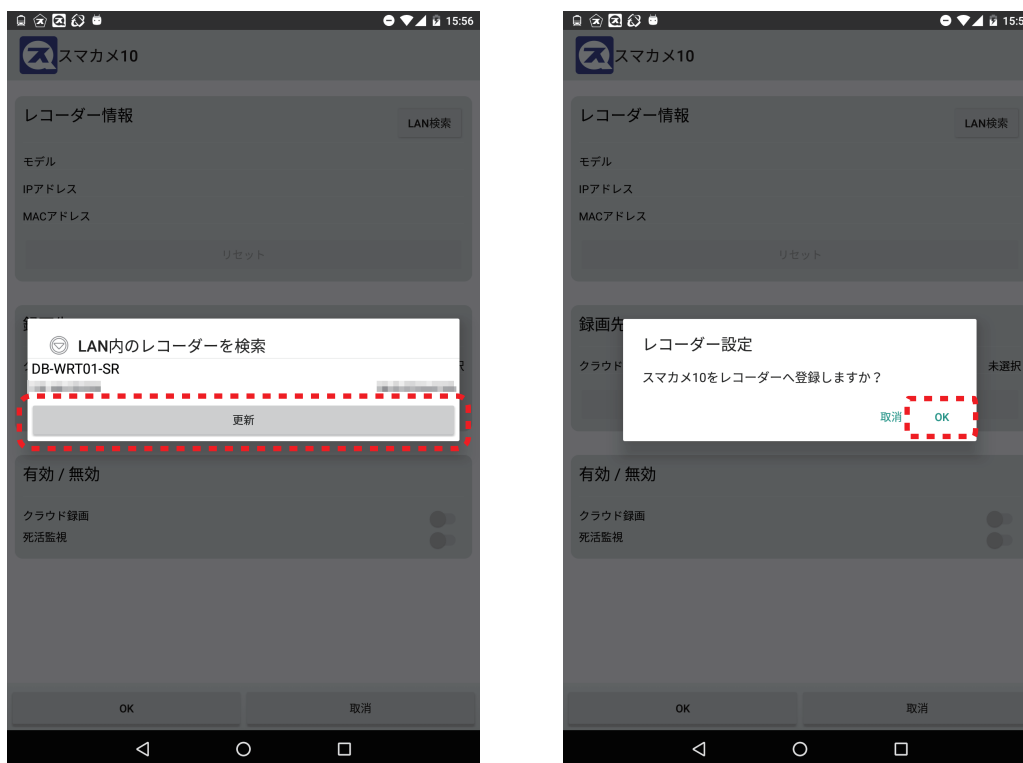 15:56
スマカメ10
レコーダー情報
LAN検索
モデル
IPアドレス
MACアドレス
リセット
LAN内のレコーダーを検索
DB-WRT01-SR
更新
有効 / 無効
クラウド録画
死活監視
OK
取消
15:5
スマカメ10
レコーダー情報
LAN検索
モデル
IPアドレス
MACアドレス
リセット
録画先
クラウド
未選択
レコーダー設定
スマカメ10をレコーダーへ登録しますか？
取消
OK
有効 / 無効
クラウド録画
死活監視
OK
取消